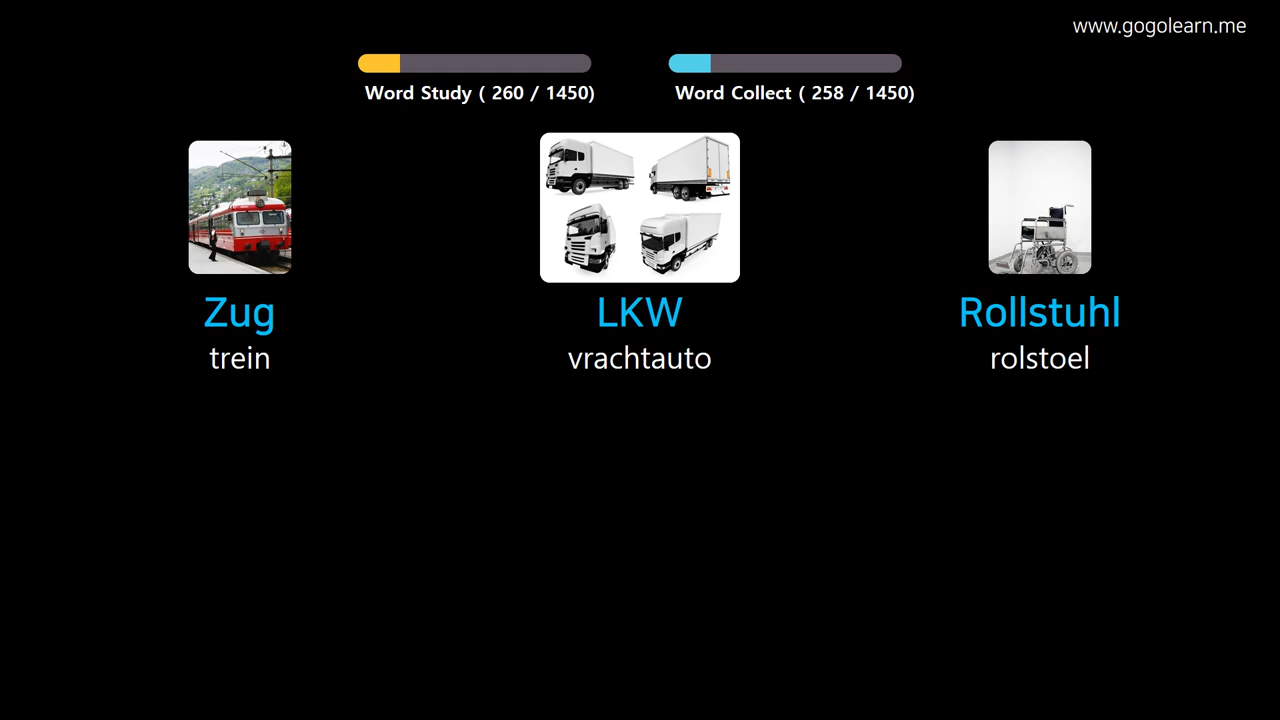 www.gogolearn.me
Word Study ( 260 / 1450)
Word Collect ( 258 / 1450)
Zug
LKW
Rollstuhl
trein
vrachtauto
rolstoel